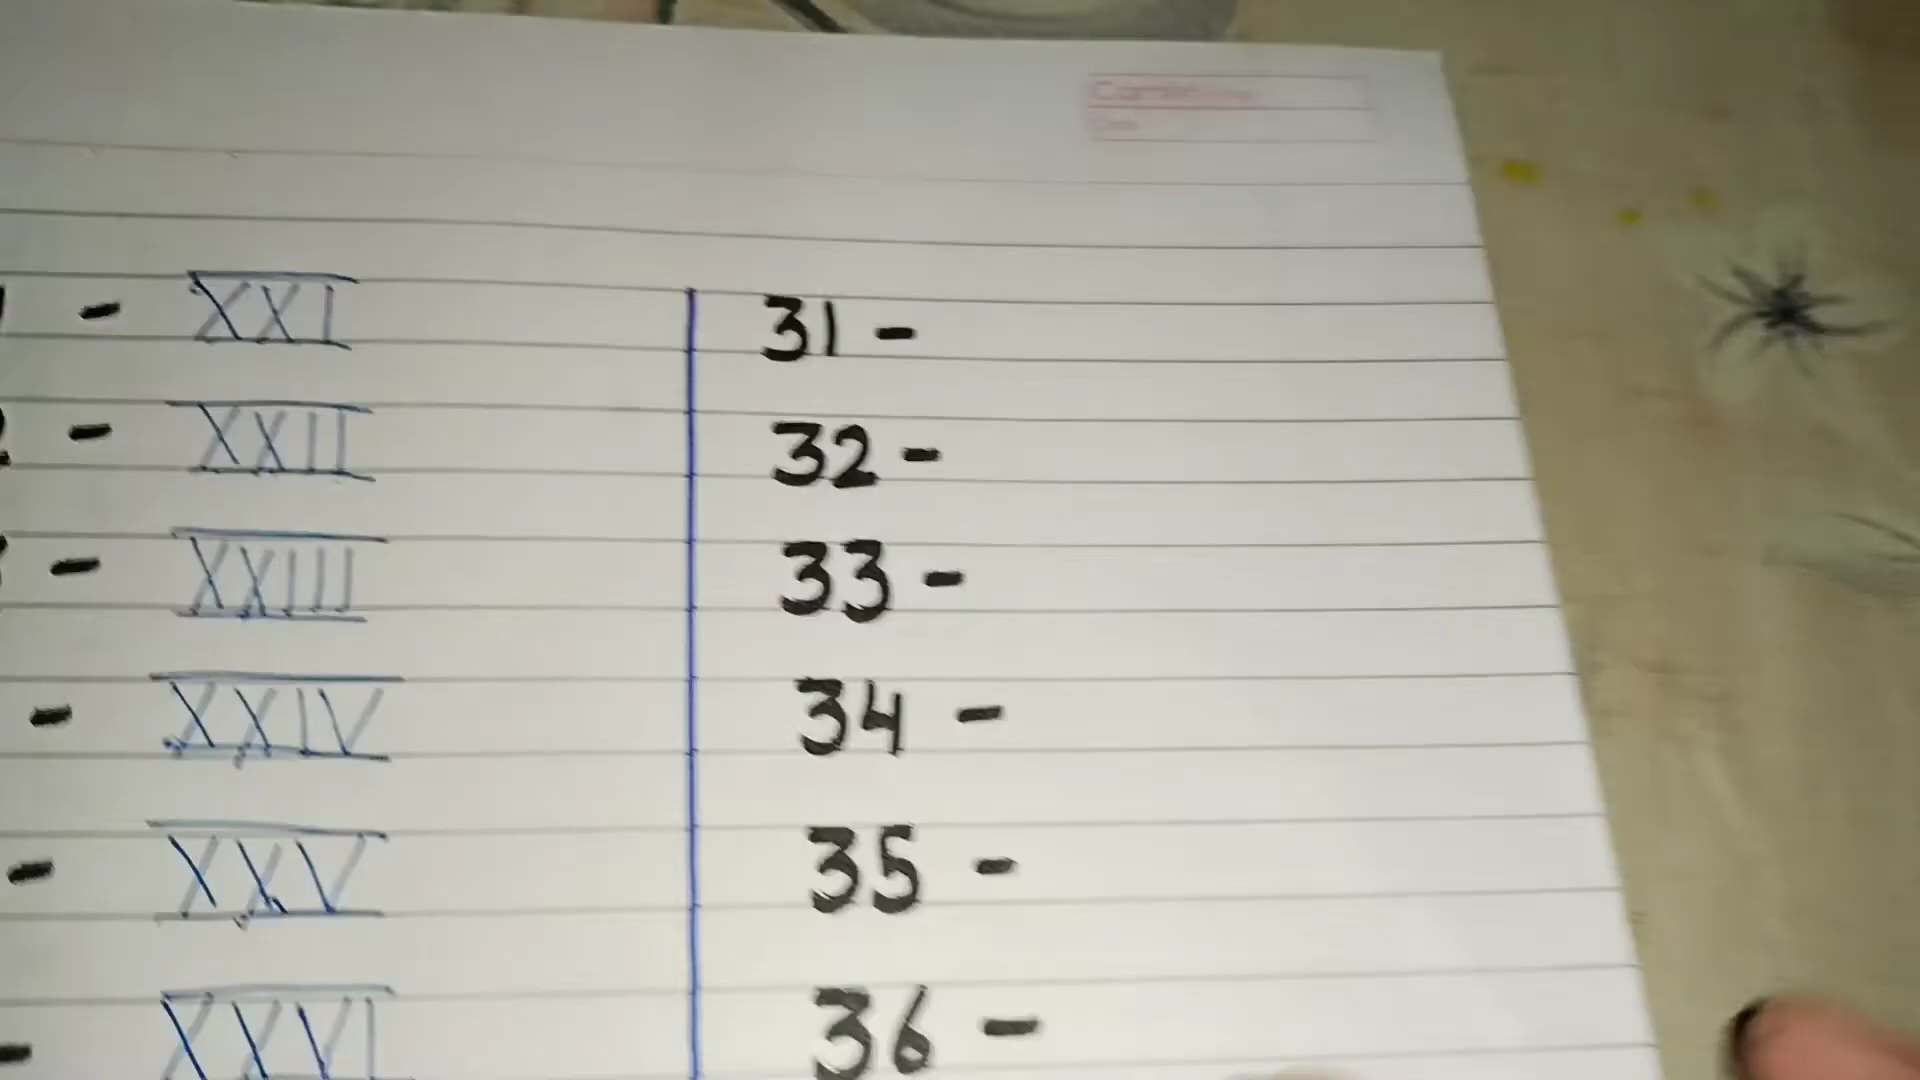 - XXI
31 -
- XXII
32 -
- XXIII
33 -
- XXIV
34 -
- XXV
35 -
- XXVI
36 -